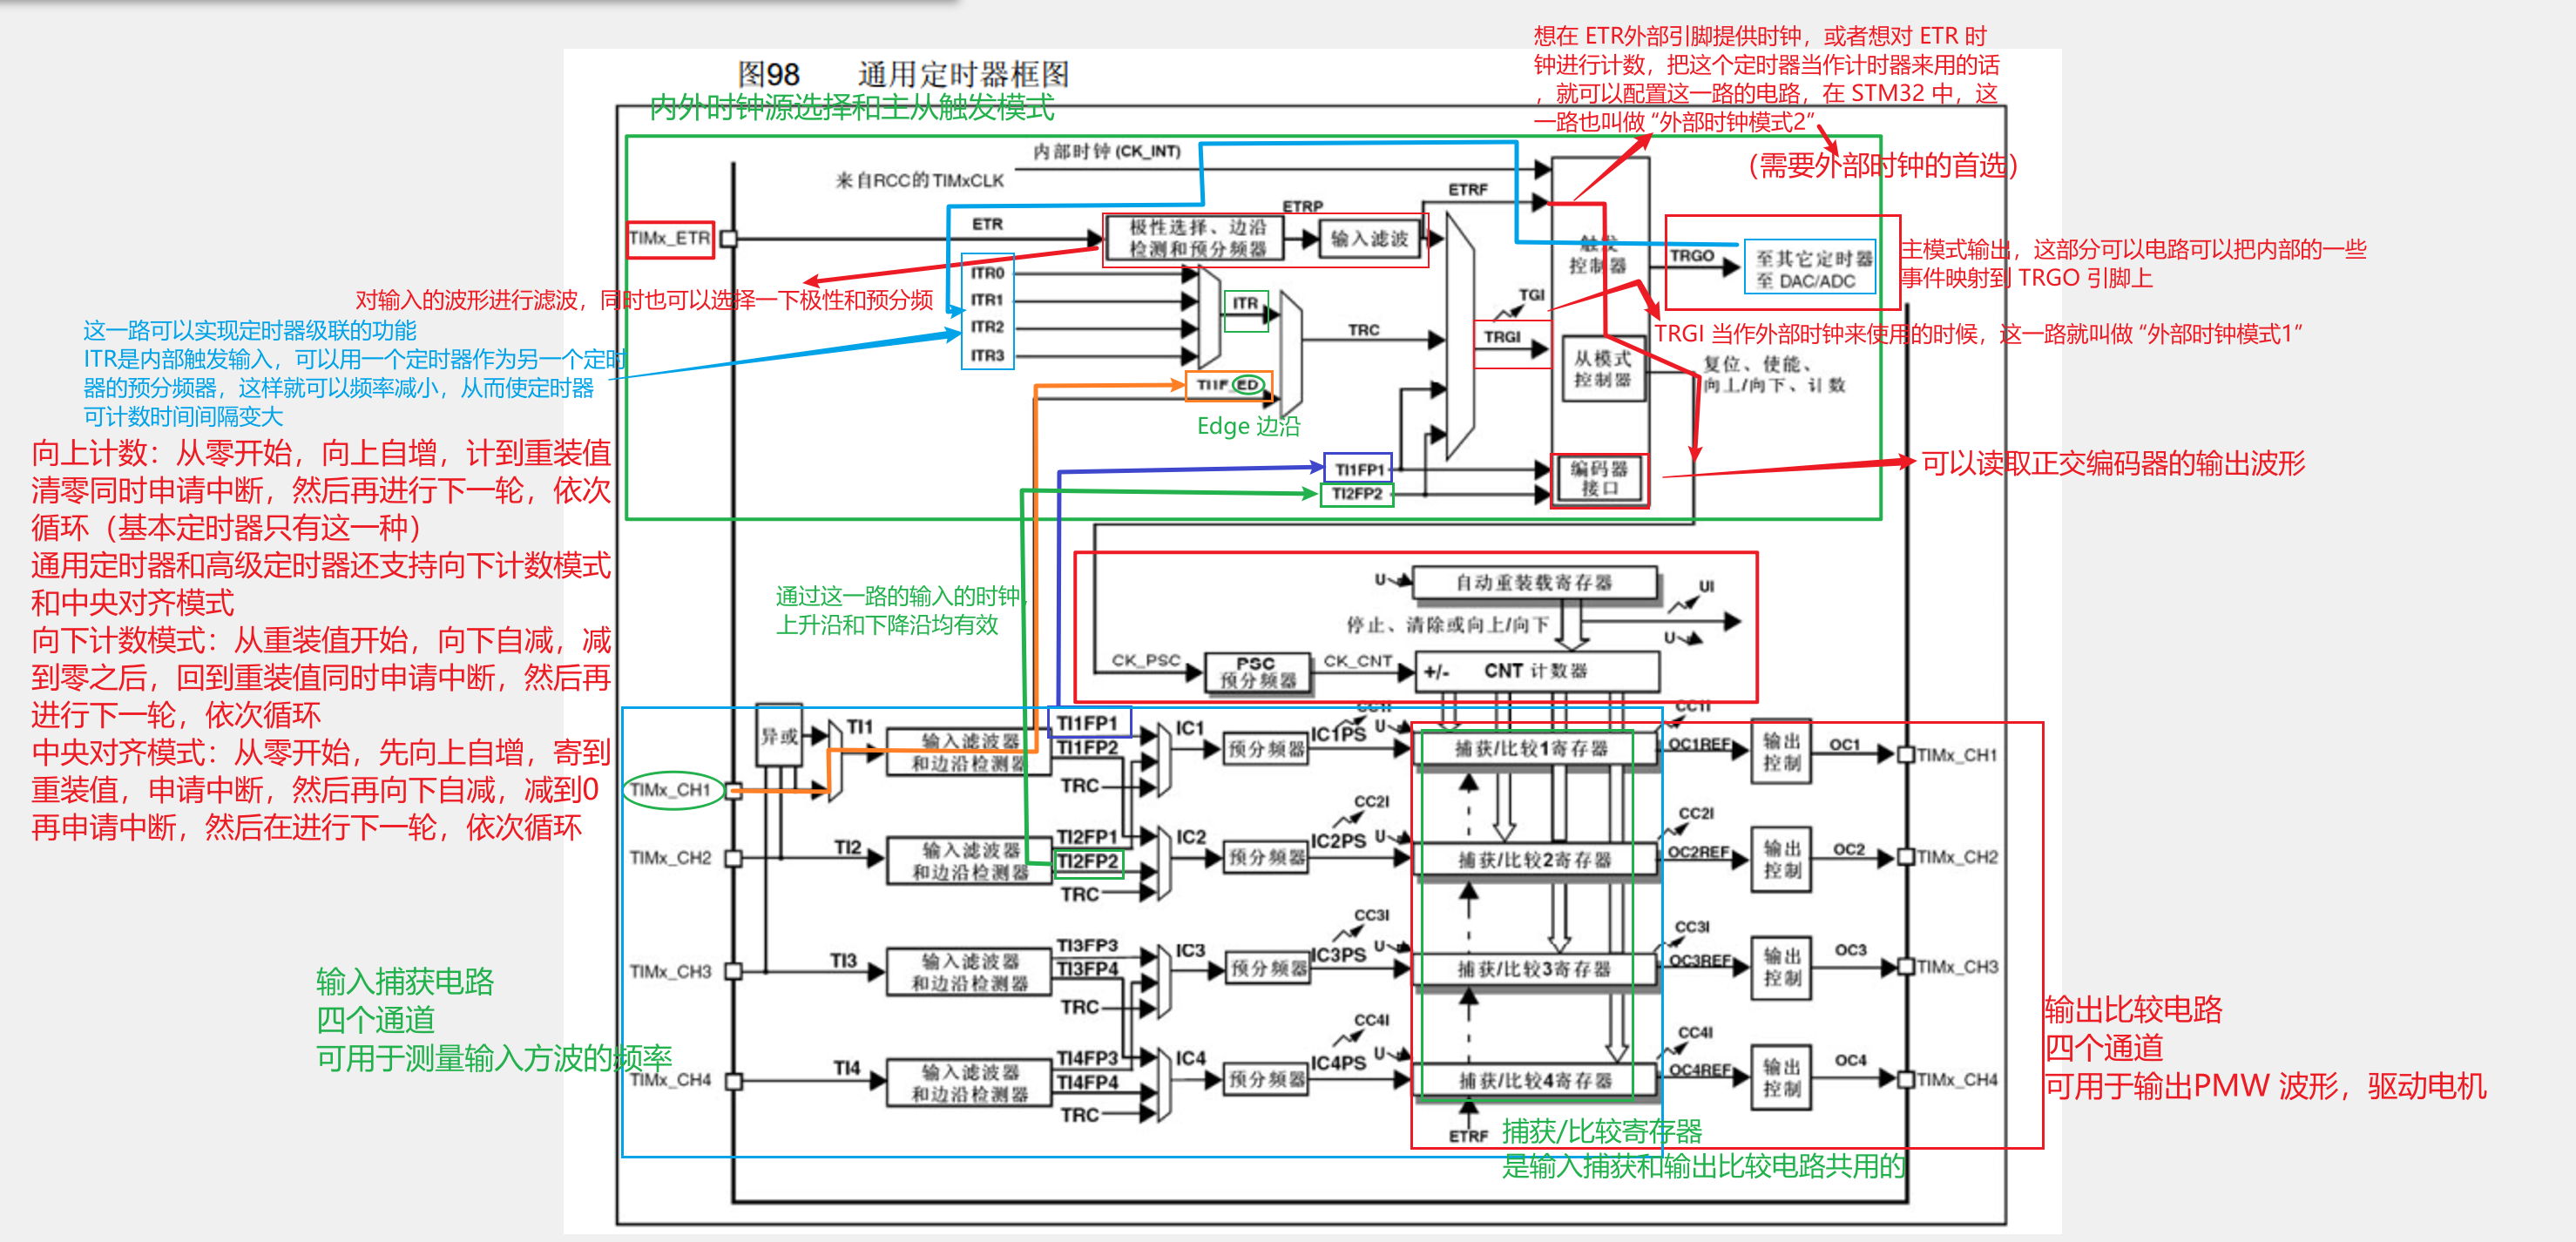 想在 ETR外部引脚提供时钟，或者想对 ETR 时
钟进行计数，把这个定时器当作计时器来用的话
，就可以配置这一路的电路，在 STM32 中，这
一路也叫做 “外部时钟模式2”
（需要外部时钟的首选）
图98 通用定时器框图
内外时钟源选择和主从触发模式
内部时钟 (CK_INT)
来自RCC的TIMxCLK
ETRF
TIMx_ETR
ETR
极性选择、边沿
检测和预分频器
ETRP
输入滤波
触发
控制器
TRGO
至其它定时器
至 DAC/ADC
主模式输出，这部分可以电路可以把内部的一些
事件映射到 TRGO 引脚上
对输入的波形进行滤波，同时也可以选择一下极性和预分频
ITR0
ITR1
ITR2
ITR3
ITR
TRC
TGI
TRGI
TRGI 当作外部时钟来使用的时候，这一路就叫做 “外部时钟模式1”
这一路可以实现定时器级联的功能
ITR是内部触发输入，可以用一个定时器作为另一个定时
器的预分频器，这样就可以频率减小，从而使定时器
可计数时间间隔变大
从模式
控制器
复位、使能、
向上/向下、计数
TI1F_ED
Edge 边沿
TI1FP1
TI2FP2
编码器
接口
可以读取正交编码器的输出波形
向上计数：从零开始，向上自增，计到重装值
清零同时申请中断，然后再进行下一轮，依次
循环（基本定时器只有这一种）
通用定时器和高级定时器还支持向下计数模式
和中央对齐模式
向下计数模式：从重装值开始，向下自减，减
到零之后，回到重装值同时申请中断，然后再
进行下一轮，依次循环
中央对齐模式：从零开始，先向上自增，寄到
重装值，申请中断，然后再向下自减，减到0
再申请中断，然后在进行下一轮，依次循环
通过这一路的输入的时钟，
上升沿和下降沿均有效
U
自动重装载寄存器
UI
停止、清除或向上/向下
U
CK_PSC
PSC
预分频器
CK_CNT
+/-
CNT 计数器
异或
TI1
输入滤波器
和边沿检测器
TI1FP1
TI1FP2
TRC
IC1
预分频器
CC1I
IC1PS
U
捕获/比较1寄存器
CC1I
OC1REF
输出
控制
OC1
TIMx_CH1
TIMx_CH1
TIMx_CH2
TI2
输入滤波器
和边沿检测器
TI2FP1
TI2FP2
TRC
IC2
预分频器
CC2I
IC2PS
U
捕获/比较2寄存器
CC2I
OC2REF
输出
控制
OC2
TIMx_CH2
TIMx_CH3
TI3
输入滤波器
和边沿检测器
TI3FP3
TI3FP4
TRC
IC3
预分频器
CC3I
IC3PS
U
捕获/比较3寄存器
CC3I
OC3REF
输出
控制
OC3
TIMx_CH3
TIMx_CH4
TI4
输入滤波器
和边沿检测器
TI4FP3
TI4FP4
TRC
IC4
预分频器
CC4I
IC4PS
U
捕获/比较4寄存器
CC4I
OC4REF
输出
控制
OC4
TIMx_CH4
ETRF
输入捕获电路
四个通道
可用于测量输入方波的频率
输出比较电路
四个通道
可用于输出PMW 波形，驱动电机
捕获/比较寄存器
是输入捕获和输出比较电路共用的